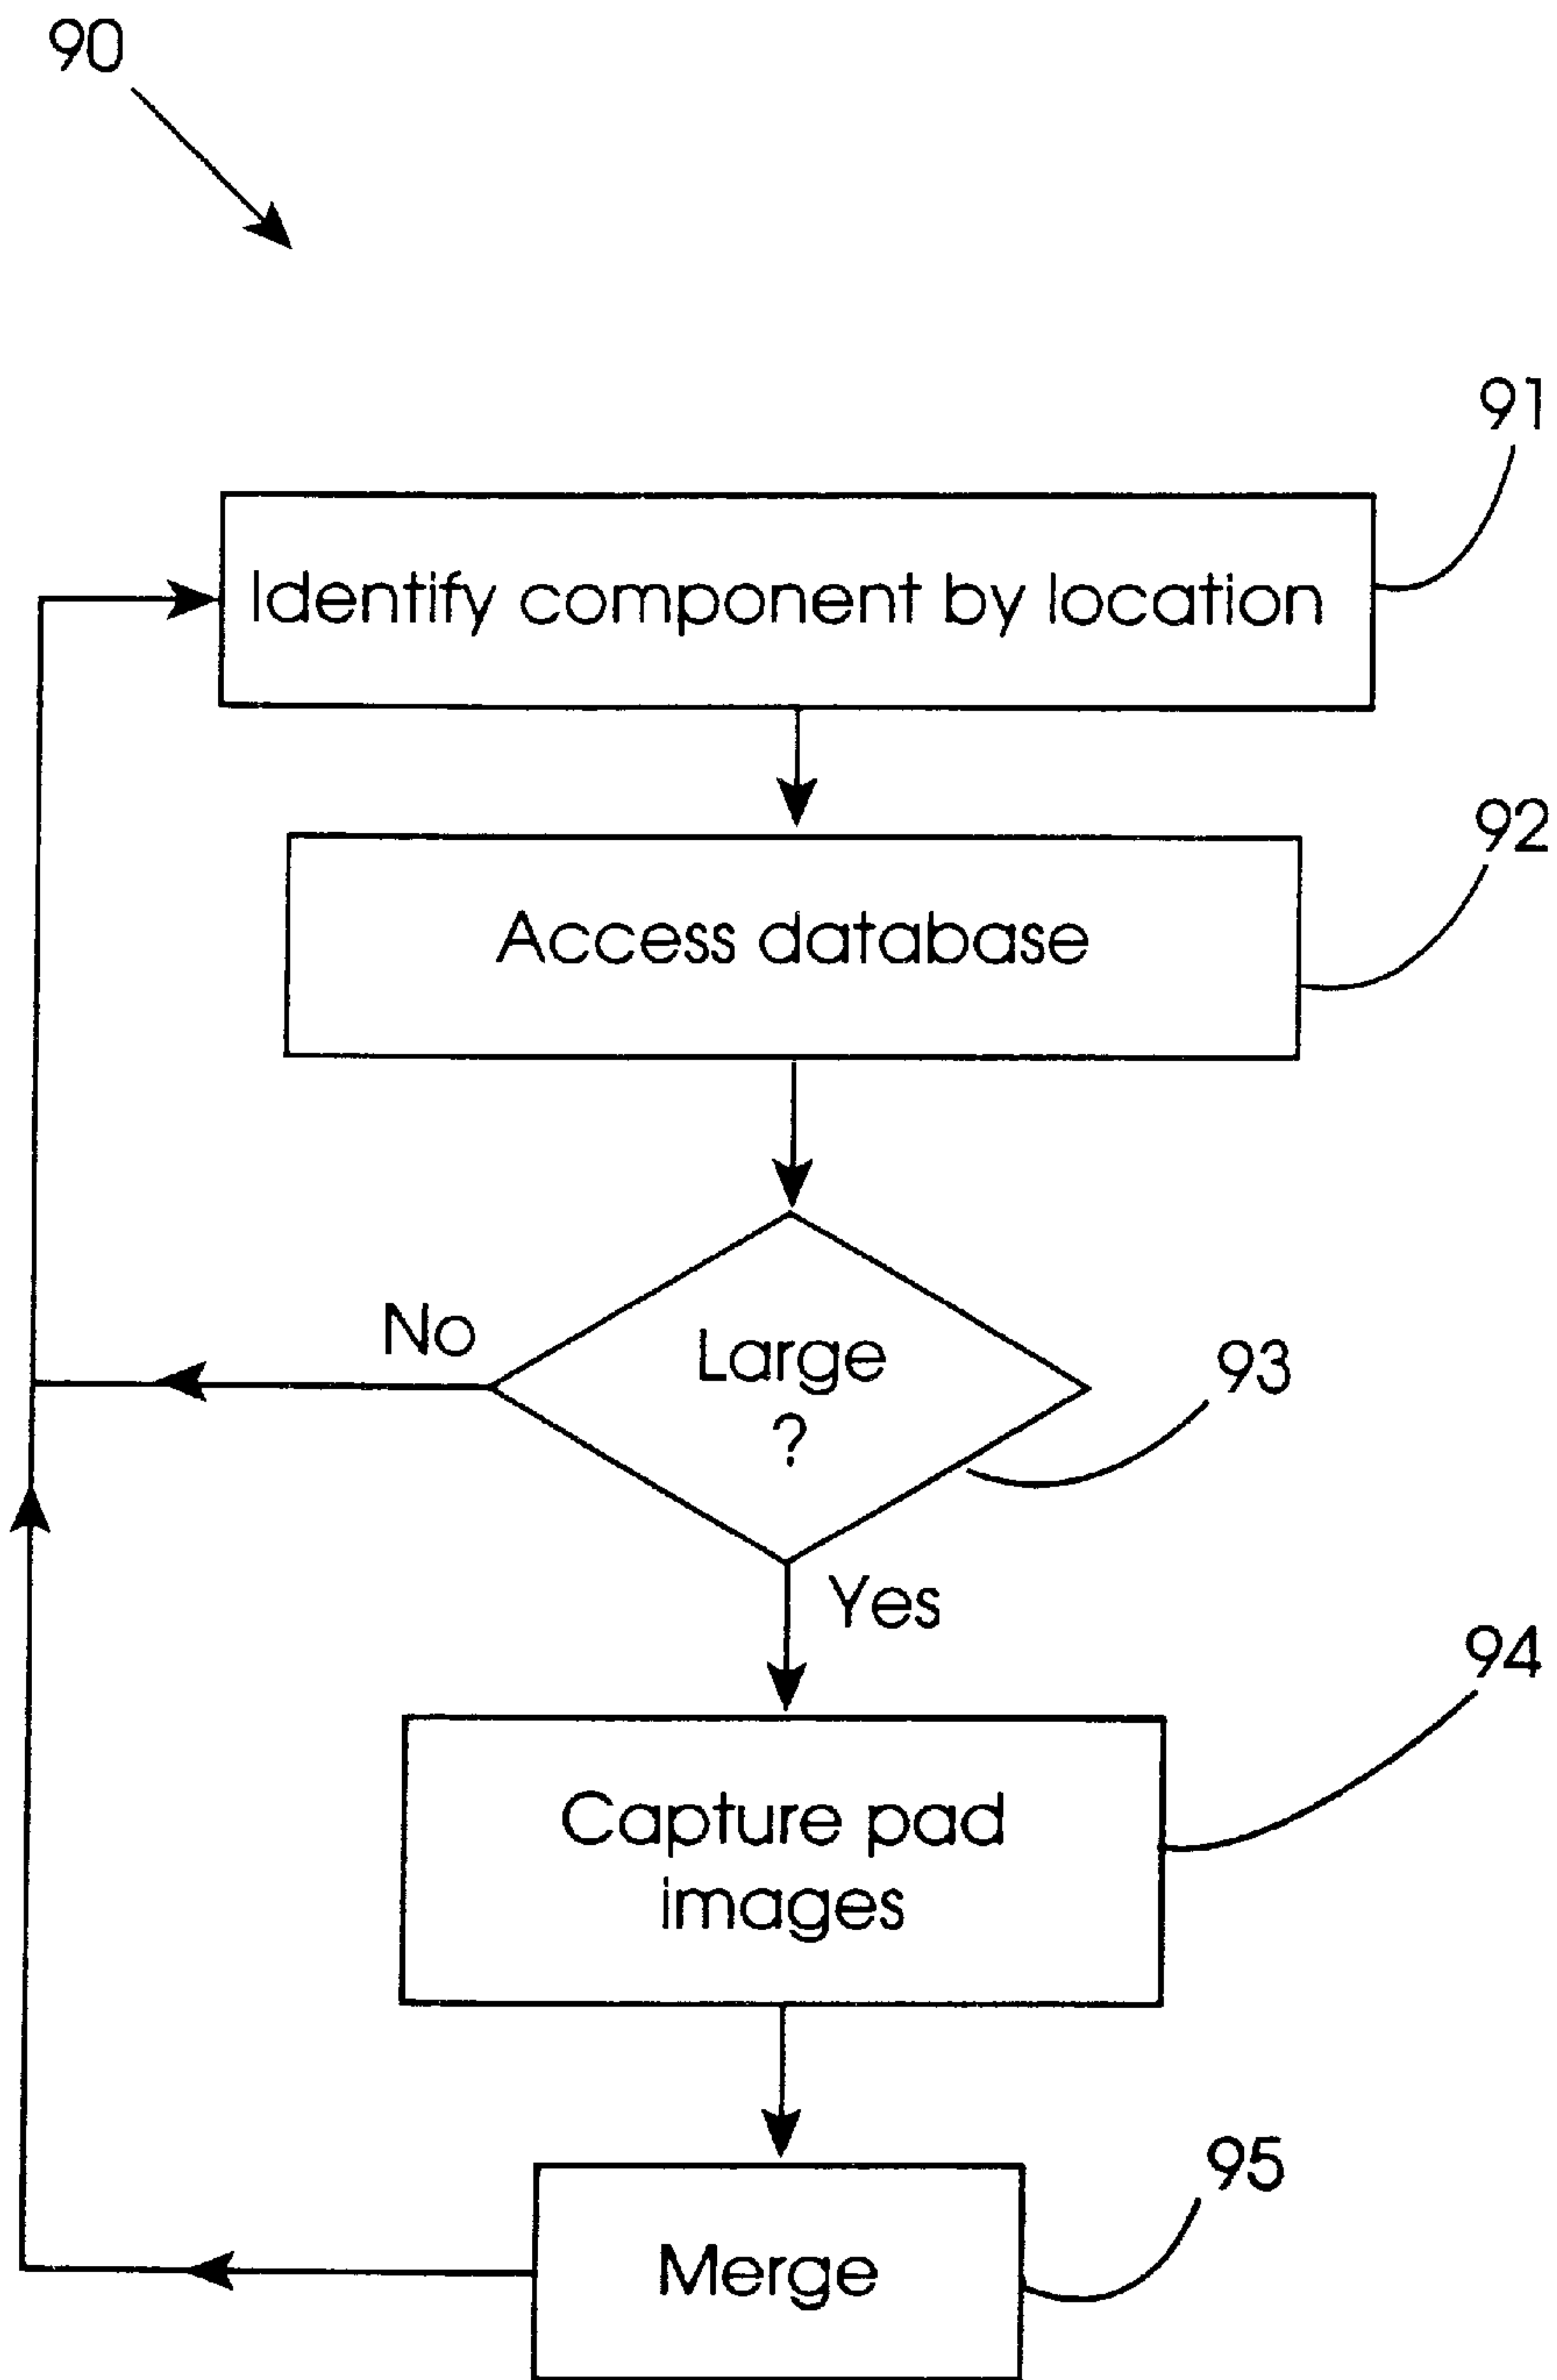 90
91
Identify component by location
92
Access database
No
Large
?
93
Yes
94
Capture pad
images
95
Merge